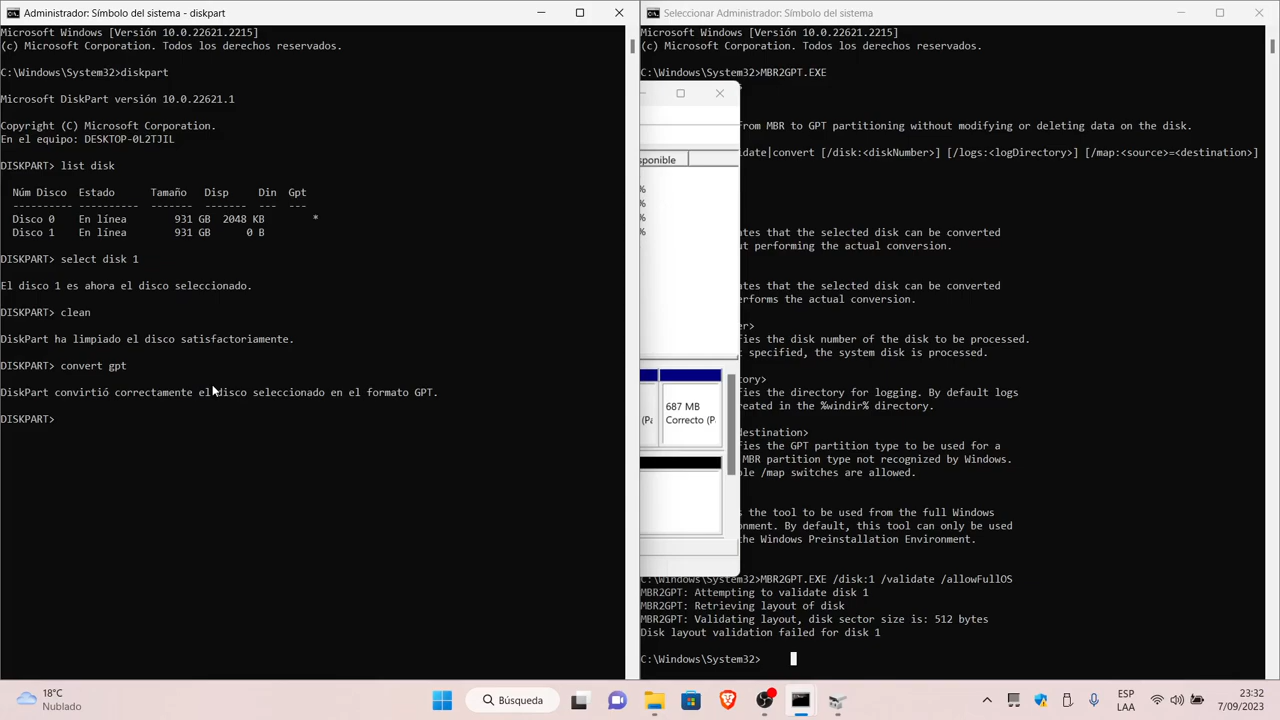 Administrador: Símbolo del sistema - diskpart
Microsoft Windows [Versión 10.0.22621.2215]
(c) Microsoft Corporation. Todos los derechos reservados.
C:\Windows\System32>diskpart
Microsoft DiskPart versión 10.0.22621.1
Copyright (C) Microsoft Corporation.
En el equipo: DESKTOP-0L2TJIL
DISKPART> list disk
Núm Disco Estado Tamaño Disp Din Gpt
---------- ---------- ------- ------- --- ---
Disco 0 En línea 931 GB 2048 KB *
Disco 1 En línea 931 GB 0 B
DISKPART> select disk 1
El disco 1 es ahora el disco seleccionado.
DISKPART> clean
DiskPart ha limpiado el disco satisfactoriamente.
DISKPART> convert gpt
DiskPart convirtió correctamente el disco seleccionado en el formato GPT.
DISKPART>
Seleccionar Administrador: Símbolo del sistema
Microsoft Windows [Versión 10.0.22621.2215]
(c) Microsoft Corporation. Todos los derechos reservados.
C:\Windows\System32>MBR2GPT.EXE
rom MBR to GPT partitioning without modifying or deleting data on the disk.
date|convert [/disk:<diskNumber>] [/logs:<logDirectory>] [/map:<source>=<destination>]
ates that the selected disk can be converted
ut performing the actual conversion.
ates that the selected disk can be converted
erforms the actual conversion.
er>
fies the disk number of the disk to be processed.
t specified, the system disk is processed.
tory>
fies the directory for logging. By default logs
reated in the %windir% directory.
destination>
fies the GPT partition type to be used for a
MBR partition type not recognized by Windows.
le /map switches are allowed.
s the tool to be used from the full Windows
onment. By default, this tool can only be used
the Windows Preinstallation Environment.
C:\Windows\System32>MBR2GPT.EXE /disk:1 /validate /allowFullOS
MBR2GPT: Attempting to validate disk 1
MBR2GPT: Retrieving layout of disk
MBR2GPT: Validating layout, disk sector size is: 512 bytes
Disk layout validation failed for disk 1
C:\Windows\System32>
sponible
%
%
%
%
687 MB
(Pa Correcto (P
18°C
Nublado
Búsqueda
ESP
LAA
23:32
7/09/2023